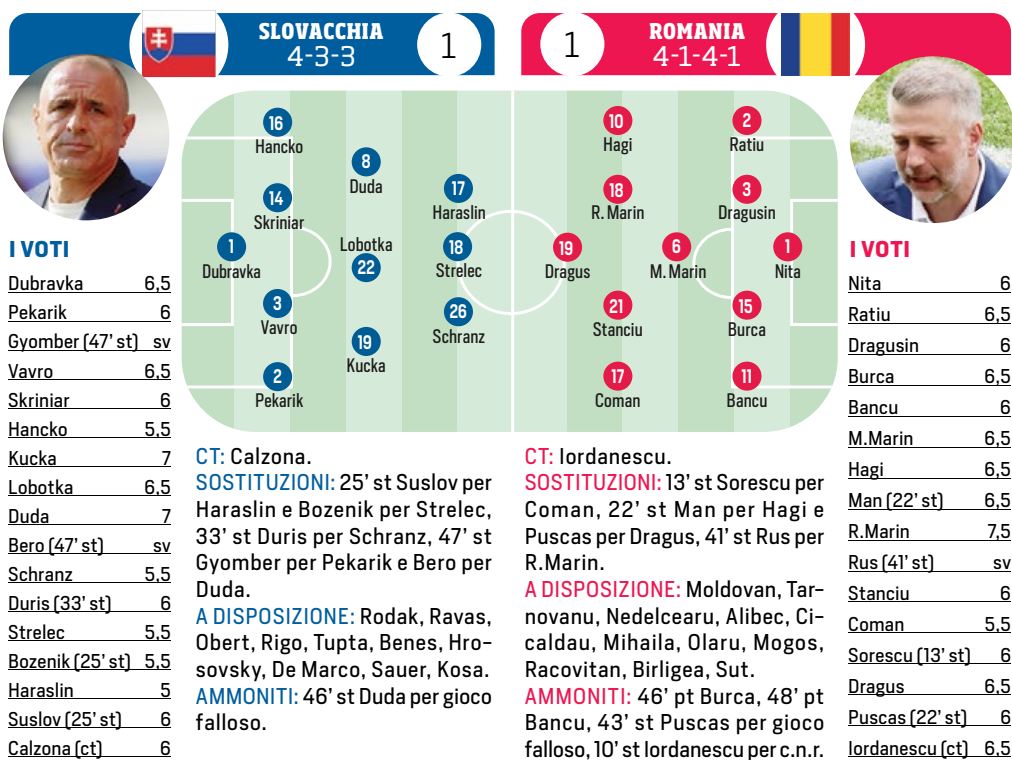 SLOVACCHIA
4-3-3
1
1
ROMANIA
4-1-4-1
16
Hancko
14
Skriniar
1
Dubravka
3
Vavro
2
Pekarik
8
Duda
Lobotka
22
19
Kucka
17
Haraslin
18
Strelec
26
Schranz
19
Dragus
10
Hagi
18
R. Marin
21
Stanciu
17
Coman
6
M. Marin
2
Ratiu
3
Dragusin
1
Nita
15
Burca
11
Bancu
I VOTI
Dubravka 6,5
Pekarik 6
Gyomber (47' st) sv
Vavro 6,5
Skriniar 6
Hancko 5,5
Kucka 7
Lobotka 6,5
Duda 7
Bero (47' st) sv
Schranz 5,5
Duris (33' st) 6
Strelec 5,5
Bozenik (25' st) 5,5
Haraslin 5
Suslov (25' st) 6
Calzona (ct) 6
CT: Calzona.
SOSTITUZIONI: 25' st Suslov per
Haraslin e Bozenik per Strelec,
33' st Duris per Schranz, 47' st
Gyomber per Pekarik e Bero per
Duda.
A DISPOSIZIONE: Rodak, Ravas,
Obert, Rigo, Tupta, Benes, Hro-
sovsky, De Marco, Sauer, Kosa.
AMMONITI: 46' st Duda per gioco
falloso.
CT: Iordanescu.
SOSTITUZIONI: 13' st Sorescu per
Coman, 22' st Man per Hagi e
Puscas per Dragus, 41' st Rus per
R.Marin.
A DISPOSIZIONE: Moldovan, Tar-
novanu, Nedelcearu, Alibec, Ci-
caldau, Mihaila, Olaru, Mogos,
Racovitan, Birligea, Sut.
AMMONITI: 46' pt Burca, 48' pt
Bancu, 43' st Puscas per gioco
falloso, 10' st Iordanescu per c.n.r.
I VOTI
Nita 6
Ratiu 6,5
Dragusin 6
Burca 6,5
Bancu 6
M.Marin 6,5
Hagi 6,5
Man (22' st) 6,5
R.Marin 7,5
Rus (41' st) sv
Stanciu 6
Coman 5,5
Sorescu (13' st) 6
Dragus 6,5
Puscas (22' st) 6
Iordanescu (ct) 6,5